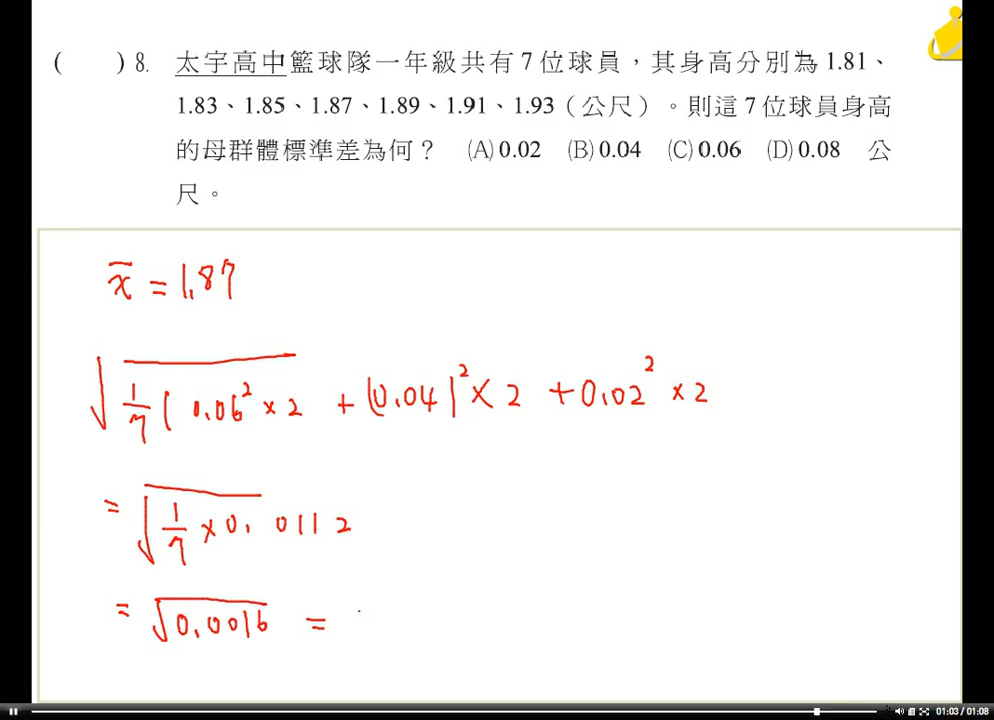 (    )8. 太宇高中籃球隊一年級共有 7 位球員，其身高分別為 1.81、
1.83、1.85、1.87、1.89、1.91、1.93（公尺）。則這 7 位球員身高
的母群體標準差為何？ (A) 0.02 (B) 0.04 (C) 0.06 (D) 0.08 公
尺。
x̄ = 1.87
√ 1/7 ( 0.06² × 2 + (0.04)² × 2 + 0.02² × 2
= √ 1/7 × 0.0112
= √0.0016 =
01:03 / 01:08